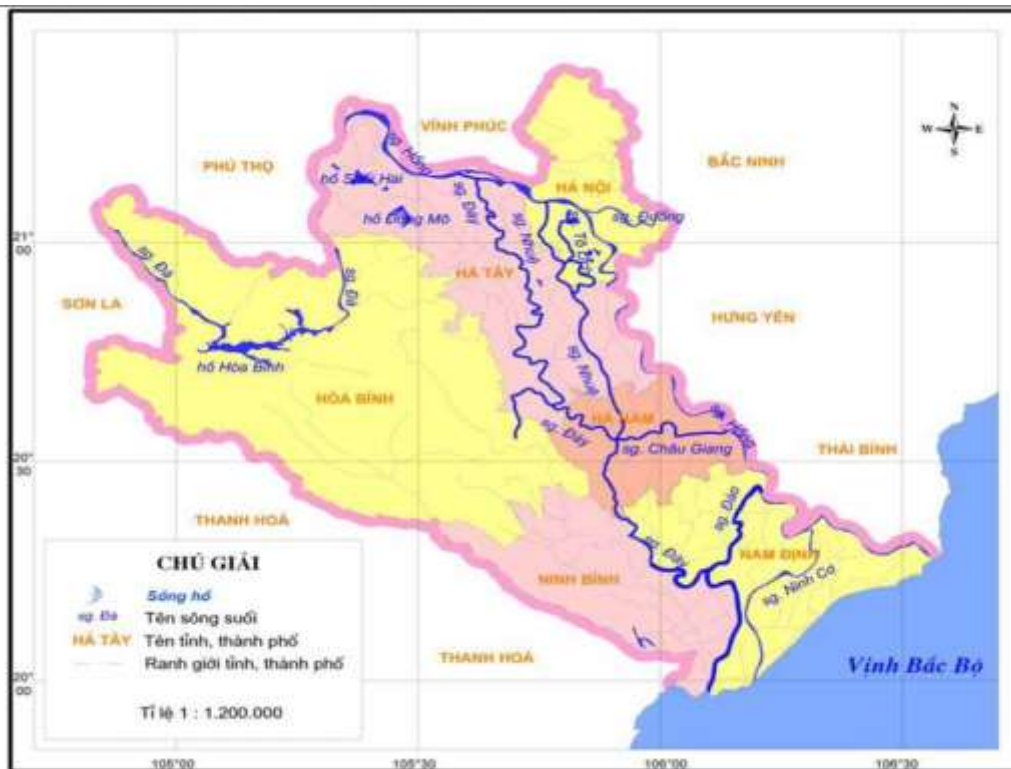 VĨNH PHÚC
N
W E
S
PHÚ THỌ
BẮC NINH
sg. Hồng
hồ Suối Hai
HÀ NỘI
sg. Đuống
hồ Đồng Mô
sg. Đáy
sg. Nhuệ
sg. Tô Lịch
21° 00
sg. Đà
sg. Đà
HÀ TÂY
SƠN LA
HƯNG YÊN
hồ Hòa Bình
sg. Nhuệ
HÒA BÌNH
HÀ NAM
sg. Hồng
sg. Đáy
sg. Châu Giang
THÁI BÌNH
20° 30
THANH HOÁ
sg. Đào
sg. Đáy
NAM ĐỊNH
NINH BÌNH
sg. Ninh Cơ
CHÚ GIẢI
Sông hồ
sg. Đà Tên sông suối
HÀ TÂY Tên tỉnh, thành phố
Ranh giới tỉnh, thành phố
Tỉ lệ 1 : 1.200.000
THANH HOÁ
Vịnh Bắc Bộ
20° 00
105°00 105°30 106°00 106°30